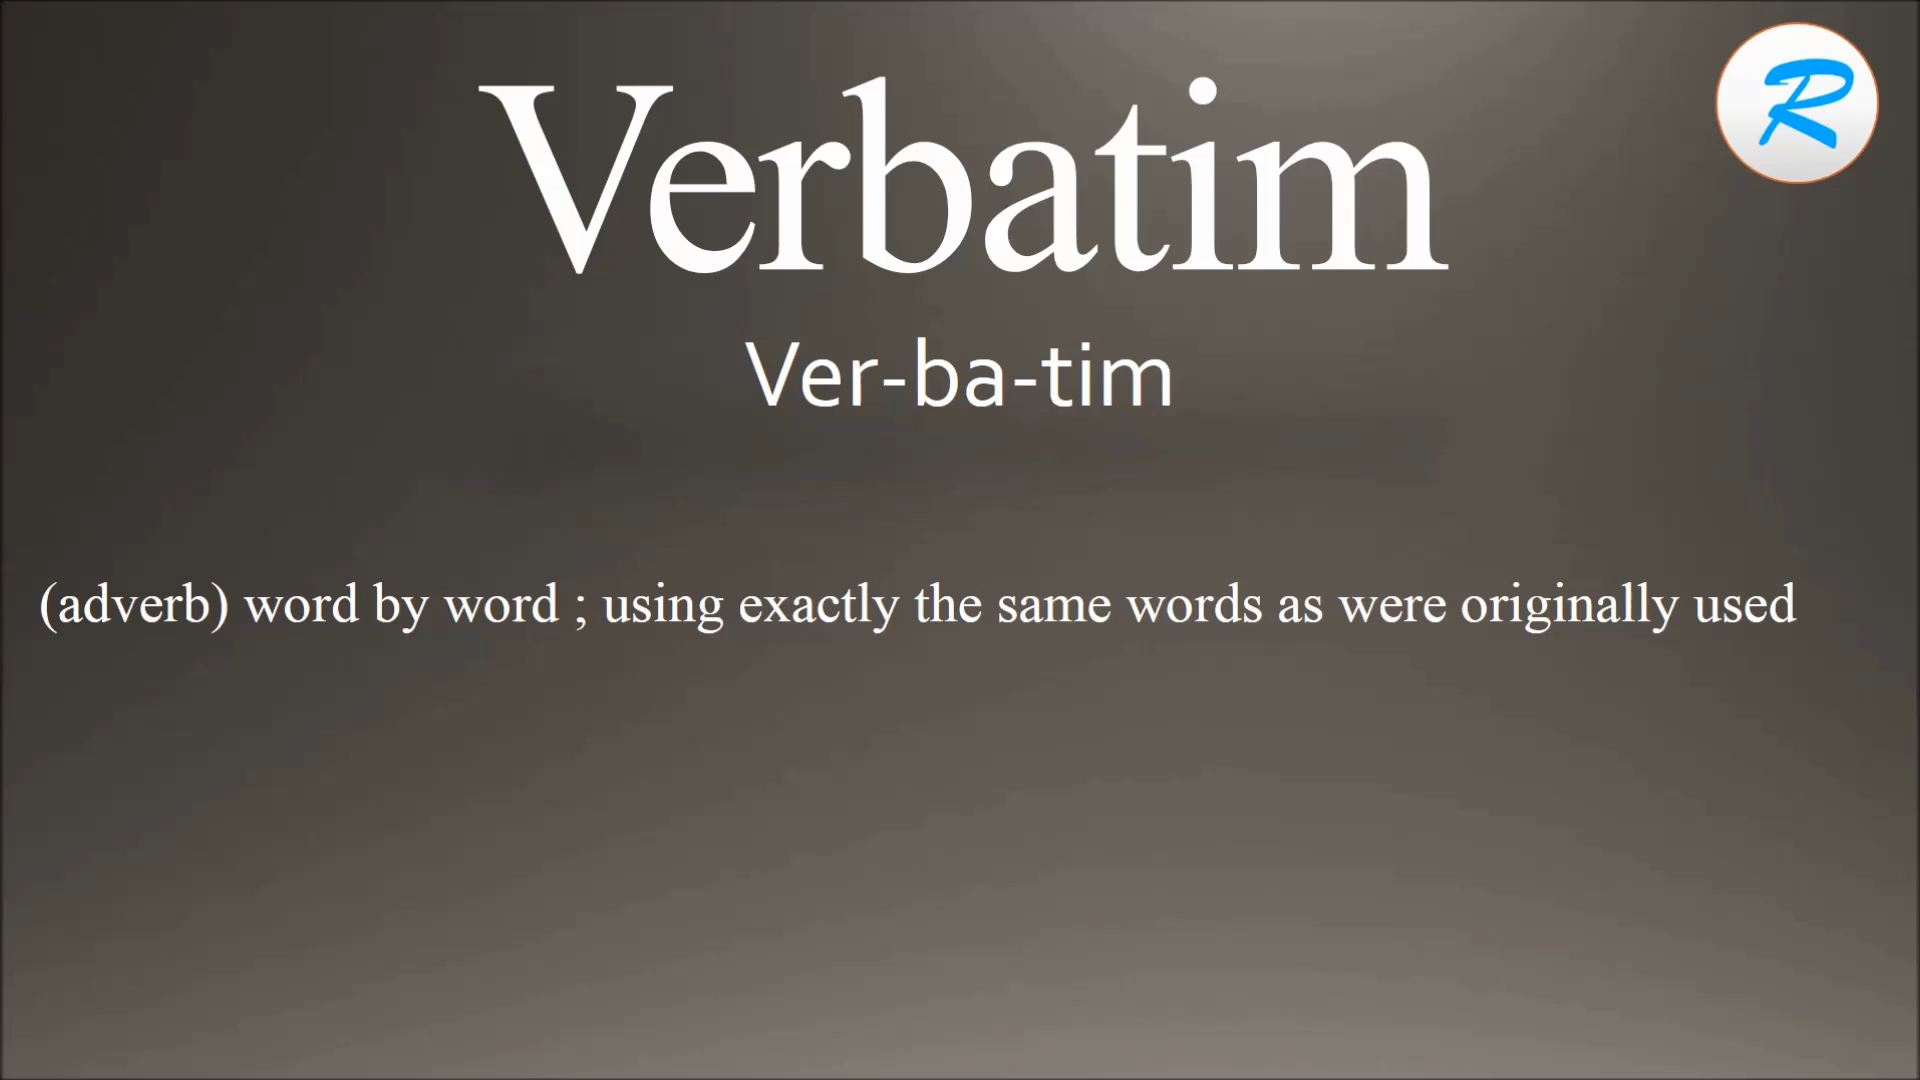 Verbatim
R
Ver-ba-tim
(adverb) word by word ; using exactly the same words as were originally used